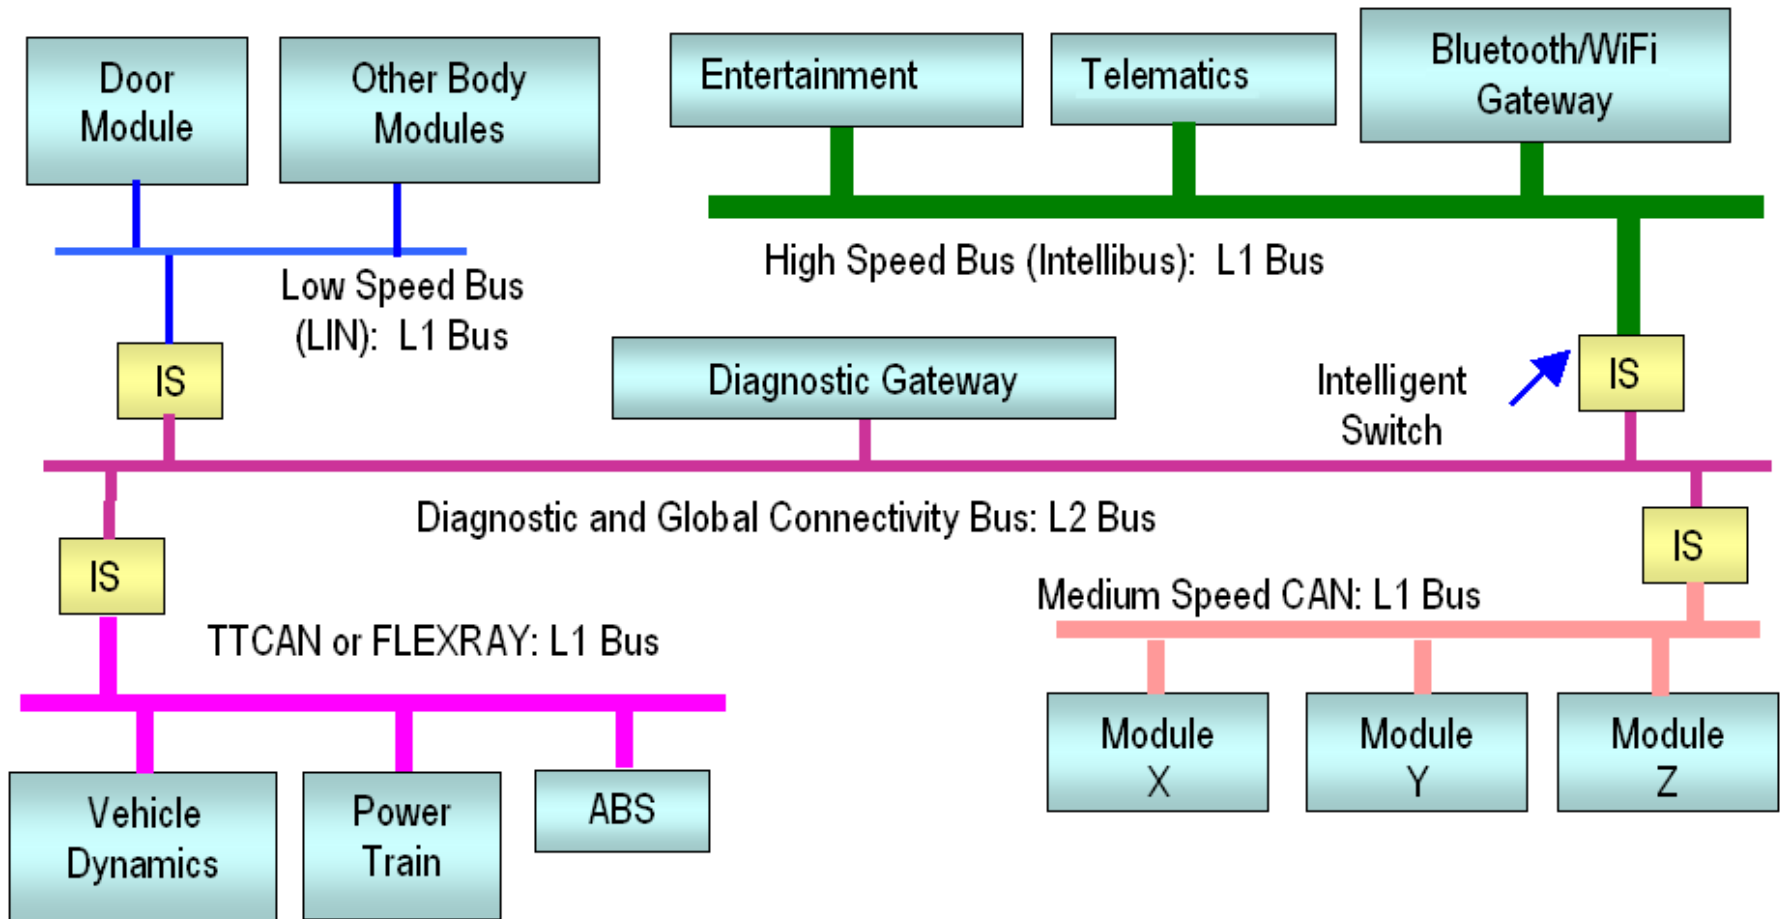 Door
Module
Other Body
Modules
Entertainment
Telematics
Bluetooth/WiFi
Gateway
High Speed Bus (Intellibus): L1 Bus
Low Speed Bus
(LIN): L1 Bus
IS
Diagnostic Gateway
Intelligent
Switch
IS
Diagnostic and Global Connectivity Bus: L2 Bus
IS
IS
Medium Speed CAN: L1 Bus
TTCAN or FLEXRAY: L1 Bus
Module
X
Module
Y
Module
Z
Vehicle
Dynamics
Power
Train
ABS